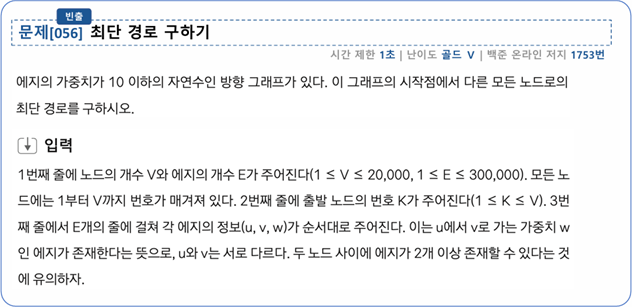 빈출
문제[056] 최단 경로 구하기
시간 제한 1초 | 난이도 골드 Ⅴ | 백준 온라인 저지 1753번
에지의 가중치가 10 이하의 자연수인 방향 그래프가 있다. 이 그래프의 시작점에서 다른 모든 노드로의
최단 경로를 구하시오.
입력
1번째 줄에 노드의 개수 V와 에지의 개수 E가 주어진다(1 ≤ V ≤ 20,000, 1 ≤ E ≤ 300,000). 모든 노
드에는 1부터 V까지 번호가 매겨져 있다. 2번째 줄에 출발 노드의 번호 K가 주어진다(1 ≤ K ≤ V). 3번
째 줄에서 E개의 줄에 걸쳐 각 에지의 정보(u, v, w)가 순서대로 주어진다. 이는 u에서 v로 가는 가중치 w
인 에지가 존재한다는 뜻으로, u와 v는 서로 다르다. 두 노드 사이에 에지가 2개 이상 존재할 수 있다는 것
에 유의하자.